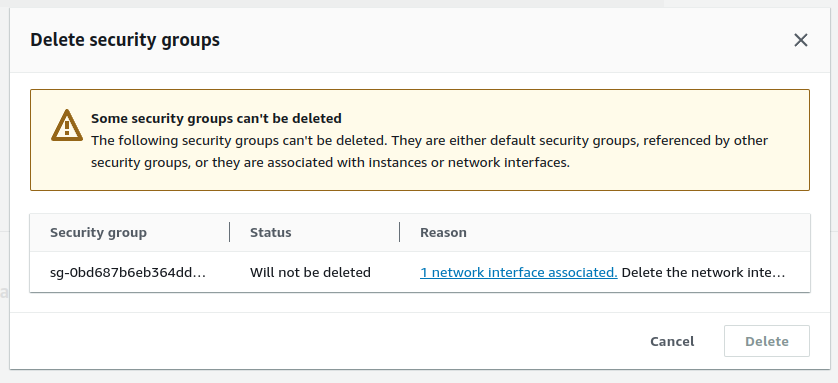 Delete security groups
Some security groups can't be deleted
The following security groups can't be deleted. They are either default security groups, referenced by other
security groups, or they are associated with instances or network interfaces.
Security group Status Reason
sg-0bd687b6eb364dd… Will not be deleted 1 network interface associated. Delete the network inte…
Cancel Delete